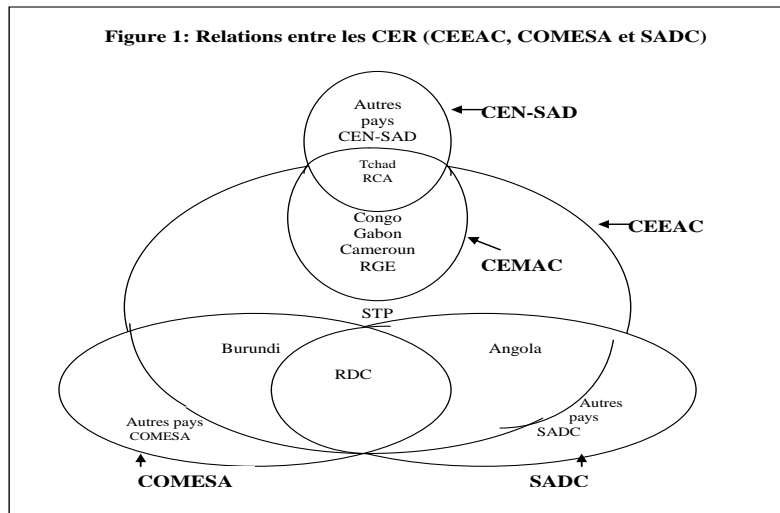 Figure 1: Relations entre les CER (CEEAC, COMESA et SADC)
Autres
pays
CEN-SAD
CEN-SAD
Tchad
RCA
Congo
Gabon
Cameroun
RGE
CEEAC
CEMAC
STP
Burundi
Angola
RDC
Autres pays
COMESA
Autres
pays
SADC
COMESA
SADC